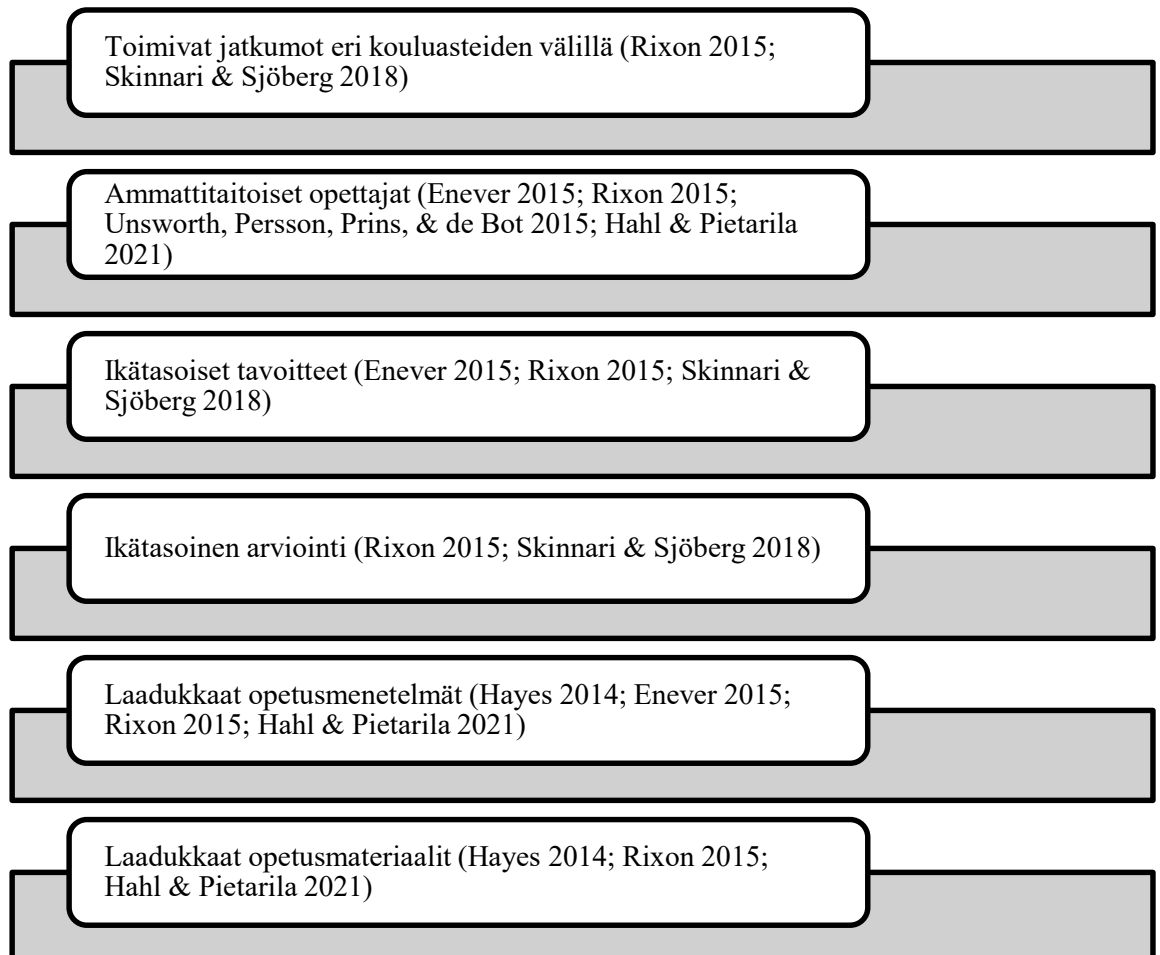 Toimivat jatkumot eri kouluasteiden välillä (Rixon 2015;
Skinnari & Sjöberg 2018)
Ammattitaitoiset opettajat (Enever 2015; Rixon 2015;
Unsworth, Persson, Prins, & de Bot 2015; Hahl & Pietarila
2021)
Ikätasoiset tavoitteet (Enever 2015; Rixon 2015; Skinnari &
Sjöberg 2018)
Ikätasoinen arviointi (Rixon 2015; Skinnari & Sjöberg 2018)
Laadukkaat opetusmenetelmät (Hayes 2014; Enever 2015;
Rixon 2015; Hahl & Pietarila 2021)
Laadukkaat opetusmateriaalit (Hayes 2014; Rixon 2015;
Hahl & Pietarila 2021)